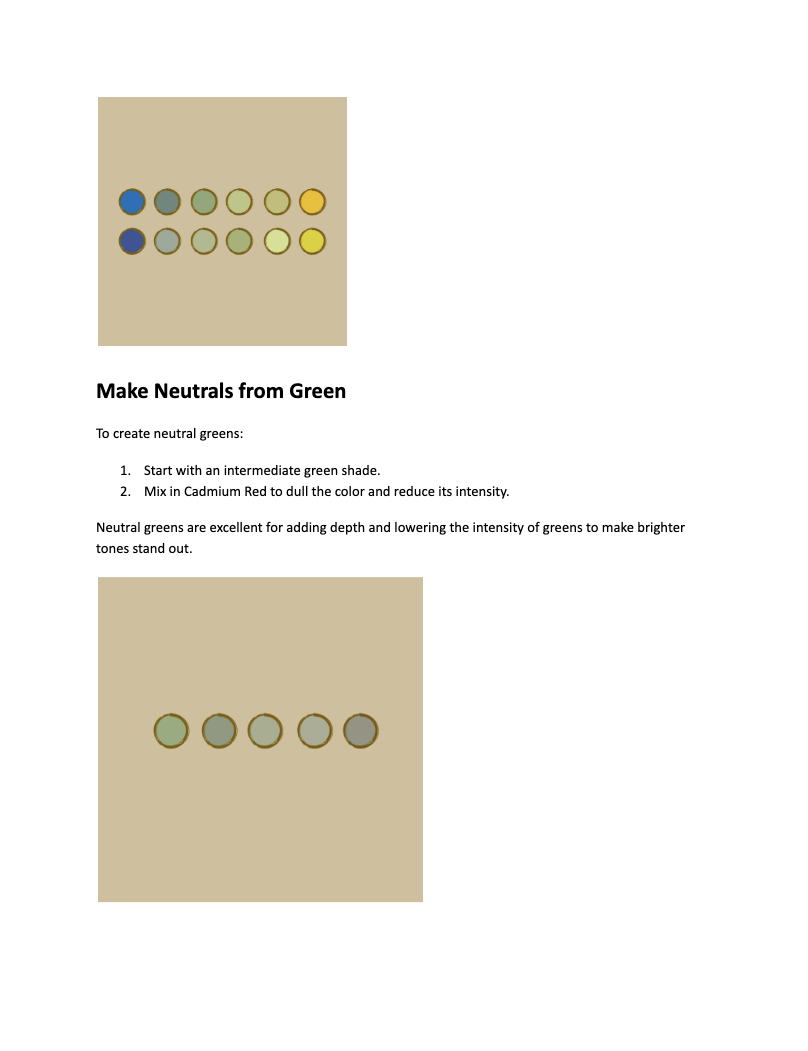 Make Neutrals from Green
To create neutral greens:
1. Start with an intermediate green shade.
2. Mix in Cadmium Red to dull the color and reduce its intensity.
Neutral greens are excellent for adding depth and lowering the intensity of greens to make brighter
tones stand out.